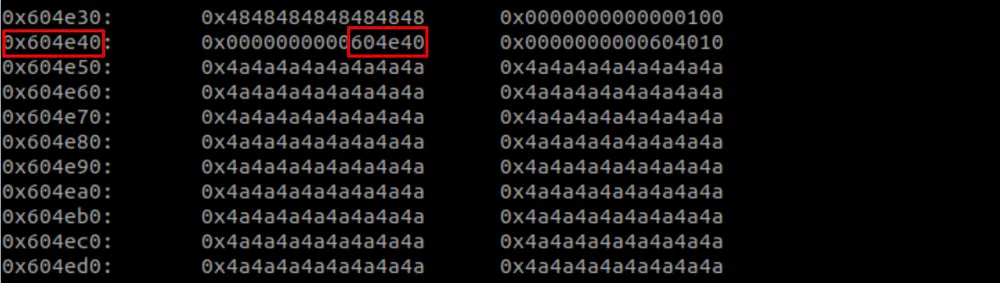 0x604e30: 0x4848484848484848 0x0000000000000100
0x604e40: 0x0000000000604e40 0x0000000000604010
0x604e50: 0x4a4a4a4a4a4a4a4a 0x4a4a4a4a4a4a4a4a
0x604e60: 0x4a4a4a4a4a4a4a4a 0x4a4a4a4a4a4a4a4a
0x604e70: 0x4a4a4a4a4a4a4a4a 0x4a4a4a4a4a4a4a4a
0x604e80: 0x4a4a4a4a4a4a4a4a 0x4a4a4a4a4a4a4a4a
0x604e90: 0x4a4a4a4a4a4a4a4a 0x4a4a4a4a4a4a4a4a
0x604ea0: 0x4a4a4a4a4a4a4a4a 0x4a4a4a4a4a4a4a4a
0x604eb0: 0x4a4a4a4a4a4a4a4a 0x4a4a4a4a4a4a4a4a
0x604ec0: 0x4a4a4a4a4a4a4a4a 0x4a4a4a4a4a4a4a4a
0x604ed0: 0x4a4a4a4a4a4a4a4a 0x4a4a4a4a4a4a4a4a